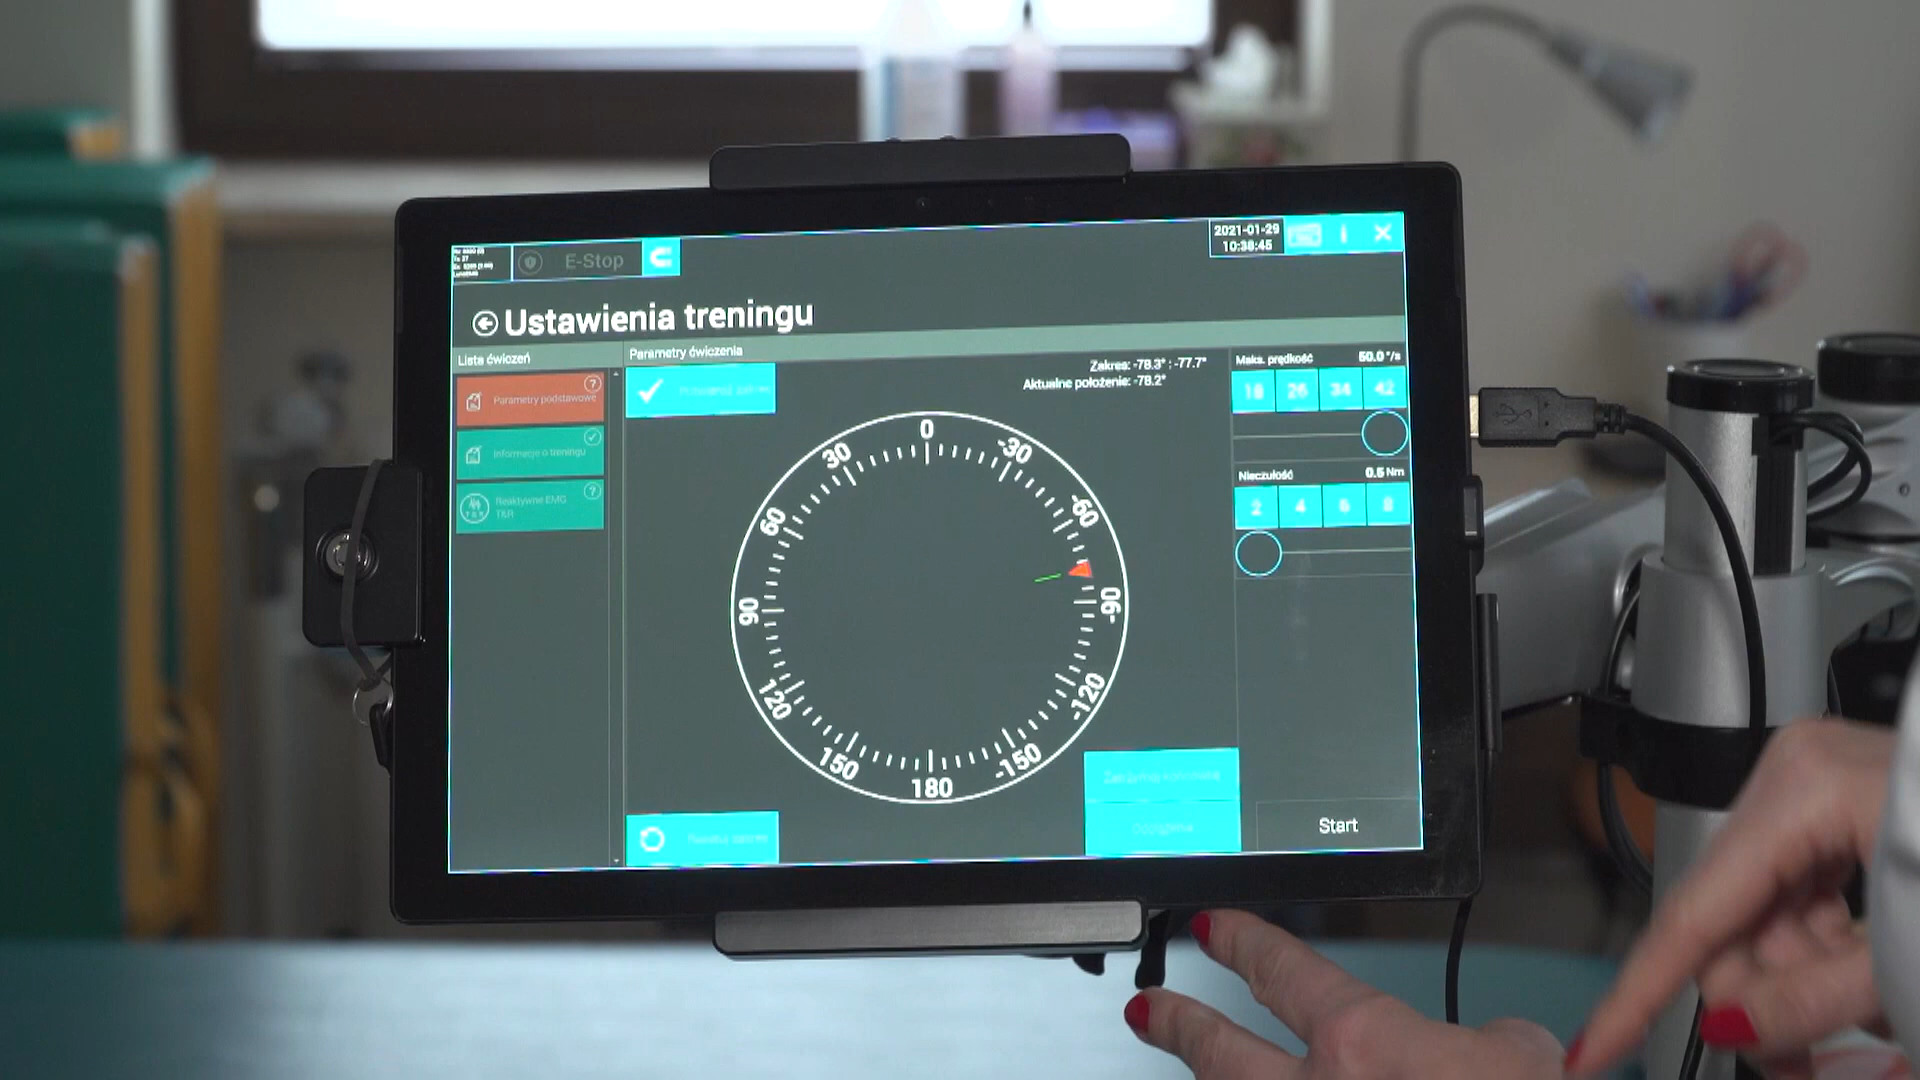 E-Stop
2021-01-29
10:38:45
Ustawienia treningu
Lista ćwiczeń
Parametry ćwiczenia
Parametry podstawowe
Informacje o treningu
Reaktywne EMG
Zakres: -78.3° : -77.7°
Aktualne położenie: -78.2°
0
30
-30
60
-60
90
-90
120
-120
150
-150
180
Maks. prędkość 50.0 °/s
18 26 34 42
Nieczułość 0.5 Nm
2 4 6 8
Start